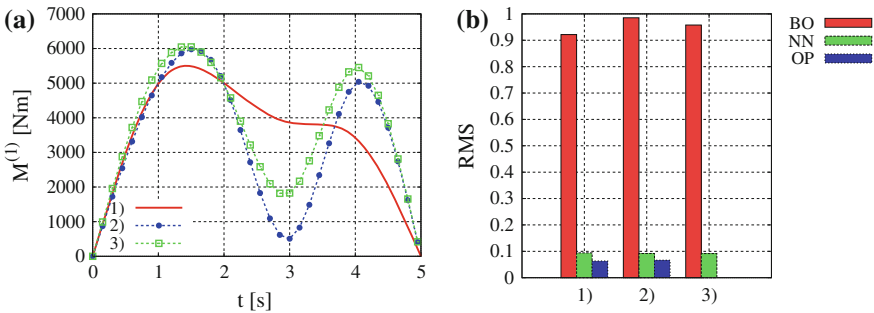 (a)
M(1) [Nm]
7000
6000
5000
4000
3000
2000
1000
0
1)
2)
3)
0 1 2 3 4 5
t [s]
(b)
RMS
1
0.9
0.8
0.7
0.6
0.5
0.4
0.3
0.2
0.1
0
1) 2) 3)
BO
NN
OP